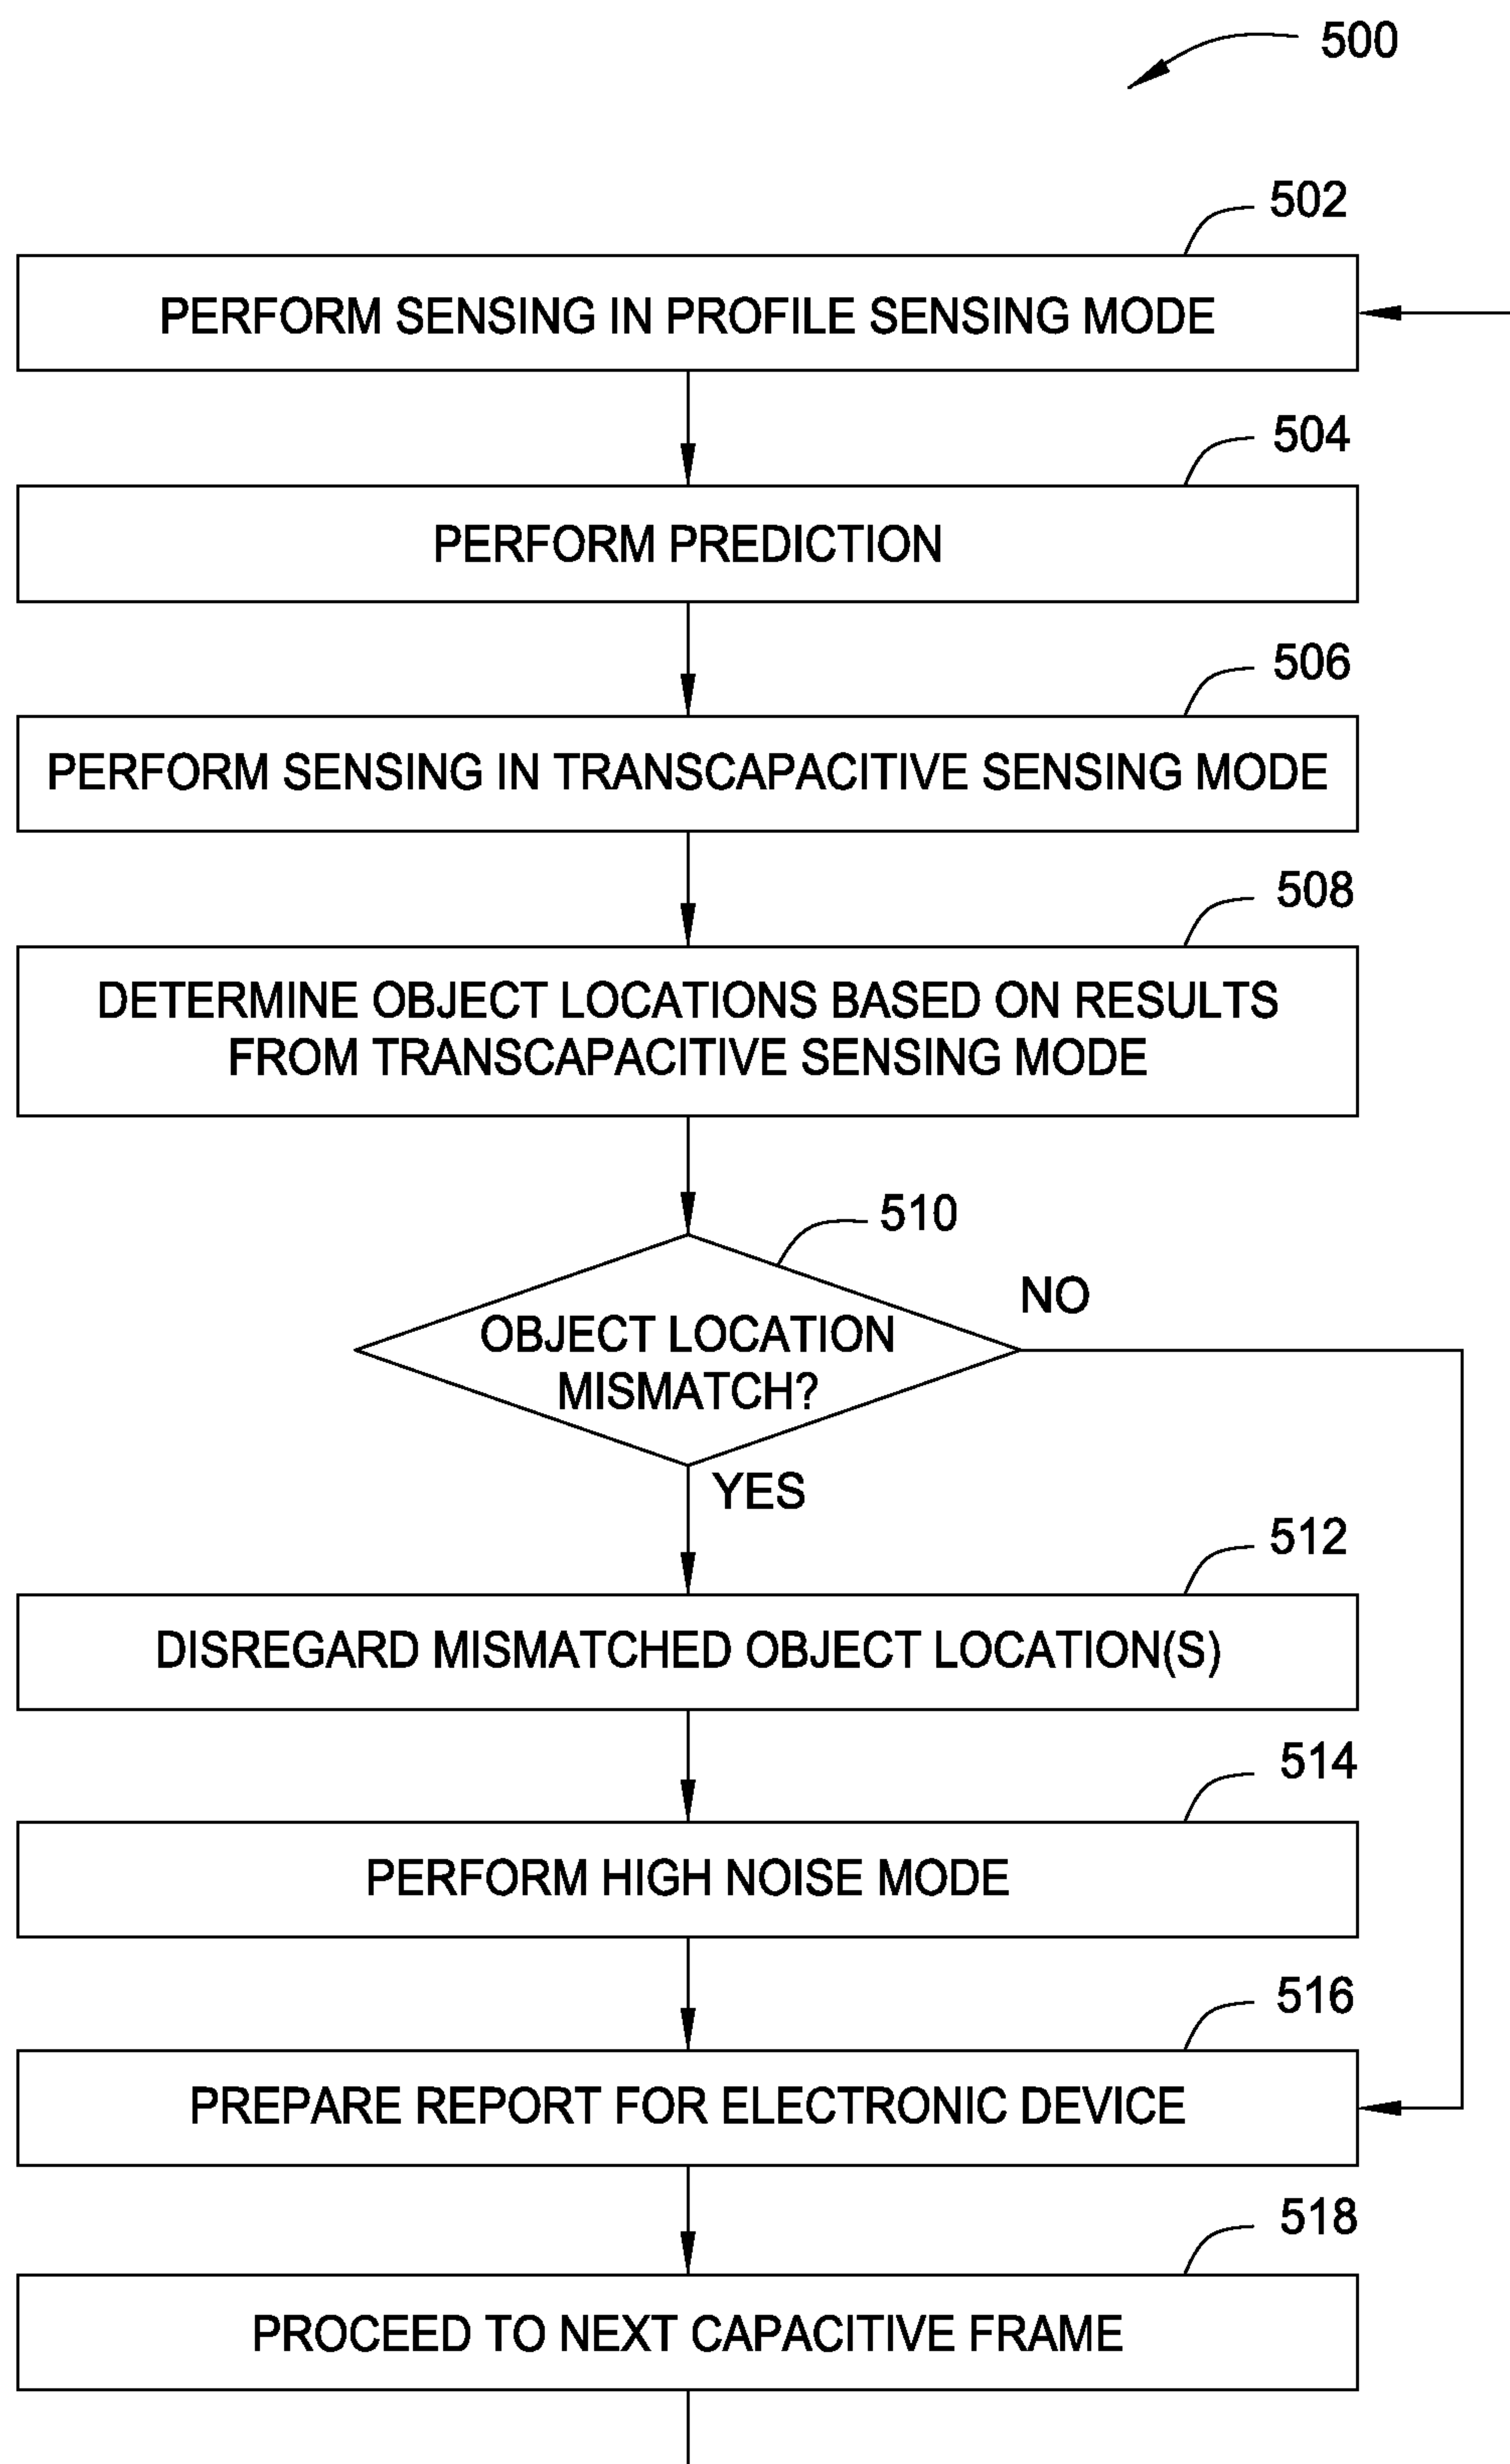 500
502
PERFORM SENSING IN PROFILE SENSING MODE
504
PERFORM PREDICTION
506
PERFORM SENSING IN TRANSCAPACITIVE SENSING MODE
508
DETERMINE OBJECT LOCATIONS BASED ON RESULTS
FROM TRANSCAPACITIVE SENSING MODE
510
NO
OBJECT LOCATION
MISMATCH?
YES
512
DISREGARD MISMATCHED OBJECT LOCATION(S)
514
PERFORM HIGH NOISE MODE
516
PREPARE REPORT FOR ELECTRONIC DEVICE
518
PROCEED TO NEXT CAPACITIVE FRAME